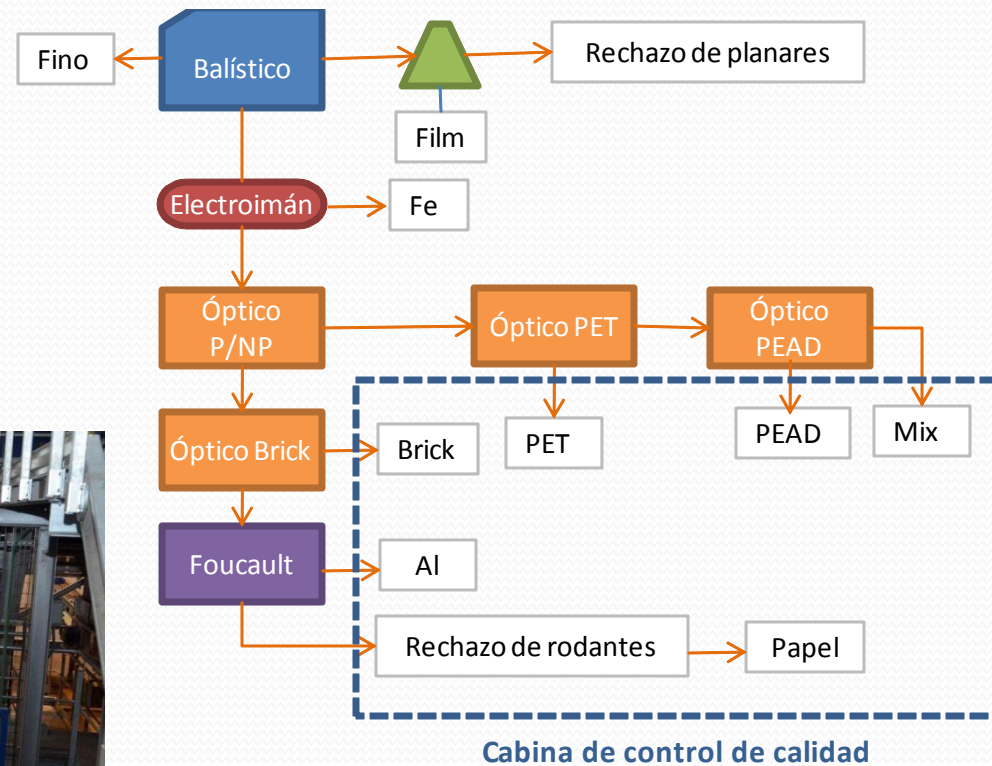 Fino
Balístico
Rechazo de planares
Film
Electroimán
Fe
Óptico
P/NP
Óptico PET
Óptico
PEAD
Óptico Brick
Brick
PET
PEAD
Mix
Foucault
Al
Rechazo de rodantes
Papel
Cabina de control de calidad